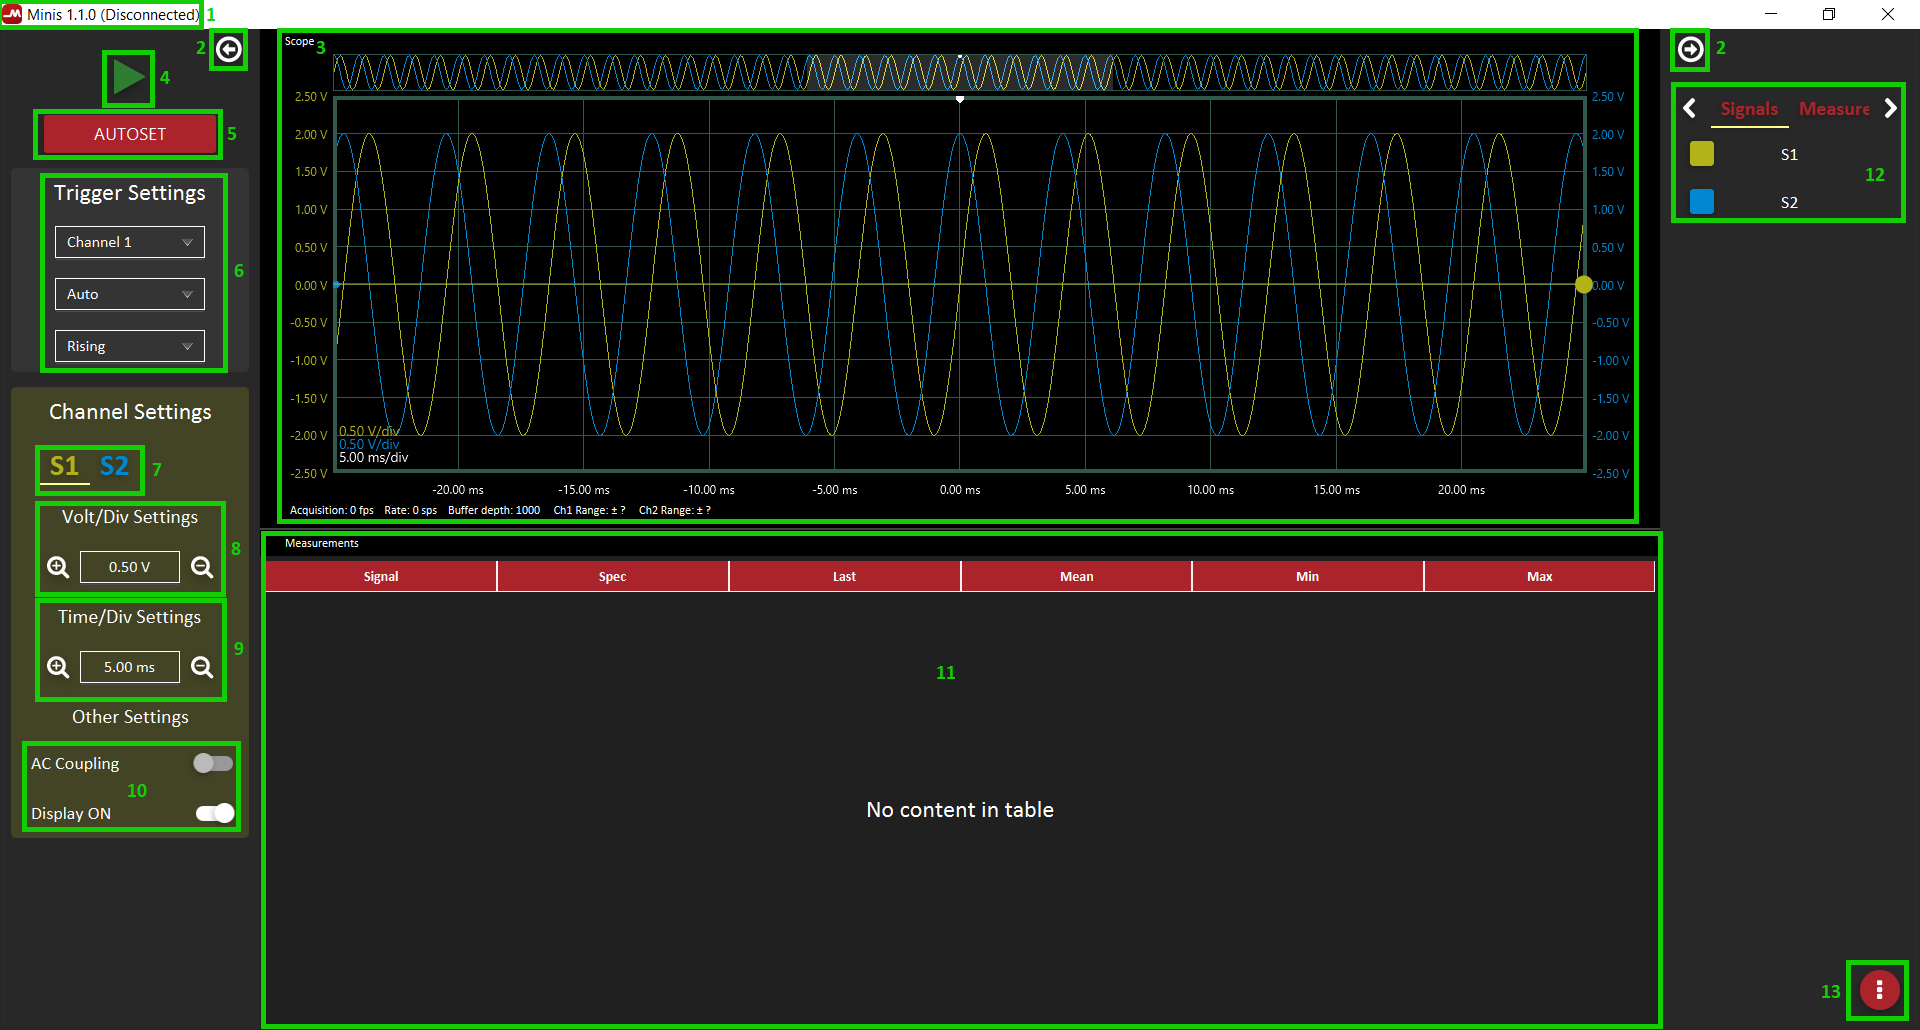 Minis 1.1.0 (Disconnected)
1
2
4
AUTOSET
5
Trigger Settings
Channel 1
Auto
Rising
6
Channel Settings
S1 S2
7
Volt/Div Settings
0.50 V
8
Time/Div Settings
5.00 ms
9
Other Settings
AC Coupling
10
Display ON
Scope
3
2.50 V
2.00 V
1.50 V
1.00 V
0.50 V
0.00 V
-0.50 V
-1.00 V
-1.50 V
-2.00 V
-2.50 V
2.50 V
2.00 V
1.50 V
1.00 V
0.50 V
0.00 V
-0.50 V
-1.00 V
-1.50 V
-2.00 V
-2.50 V
0.50 V/div
0.50 V/div
5.00 ms/div
-20.00 ms -15.00 ms -10.00 ms -5.00 ms 0.00 ms 5.00 ms 10.00 ms 15.00 ms 20.00 ms
Acquisition: 0 fps Rate: 0 sps Buffer depth: 1000 Ch1 Range: ± ? Ch2 Range: ± ?
Measurements
Signal Spec Last Mean Min Max
11
No content in table
2
Signals Measure
S1
12
S2
13